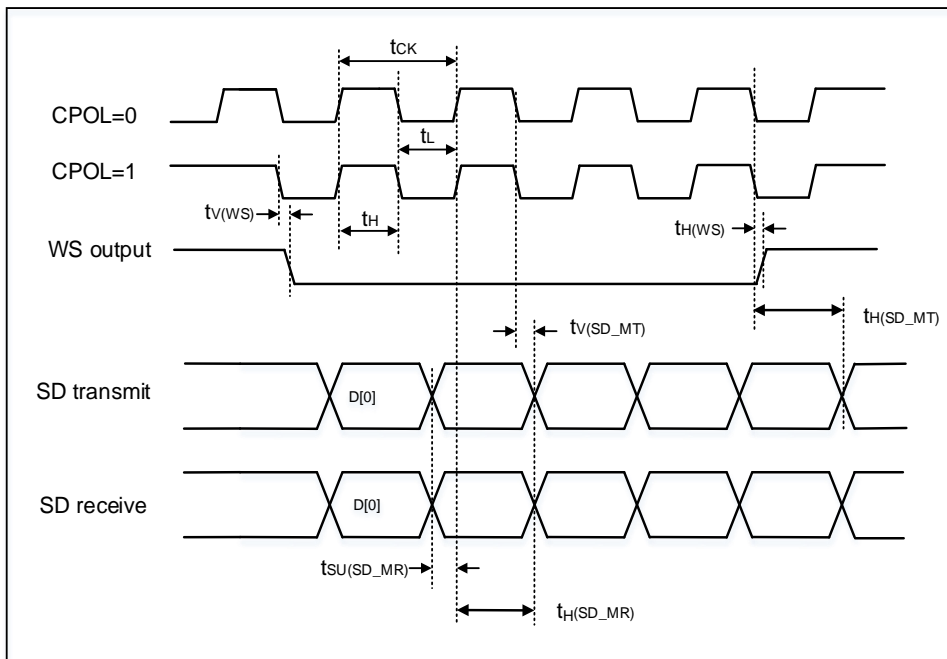 tCK
CPOL=0
tL
CPOL=1
tV(WS)
tH
tH(WS)
WS output
tV(SD_MT)
tH(SD_MT)
SD transmit
D[0]
SD receive
D[0]
tSU(SD_MR)
tH(SD_MR)